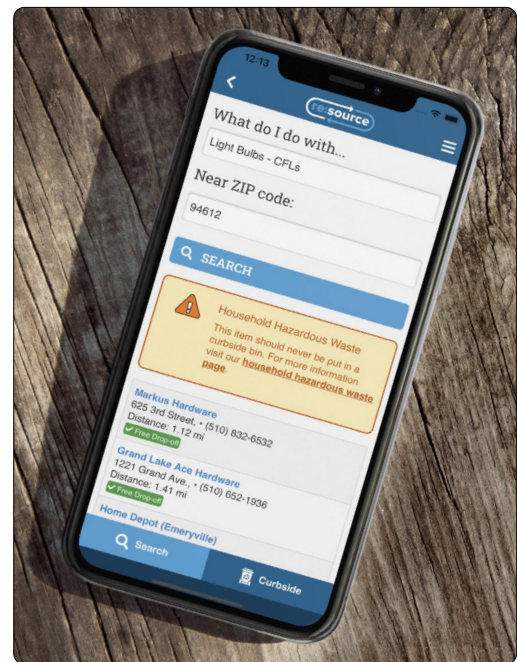 12:13
re:source
What do I do with...
Light Bulbs - CFLs
Near ZIP code:
94612
SEARCH
Household Hazardous Waste
This item should never be put in a
curbside bin. For more information
visit our household hazardous waste
page.
Markus Hardware
625 3rd Street, • (510) 832-6532
Distance: 1.12 mi
Free Drop-off
Grand Lake Ace Hardware
1221 Grand Ave., • (510) 652-1936
Distance: 1.41 mi
Free Drop-off
Home Depot (Emeryville)
Search
Curbside